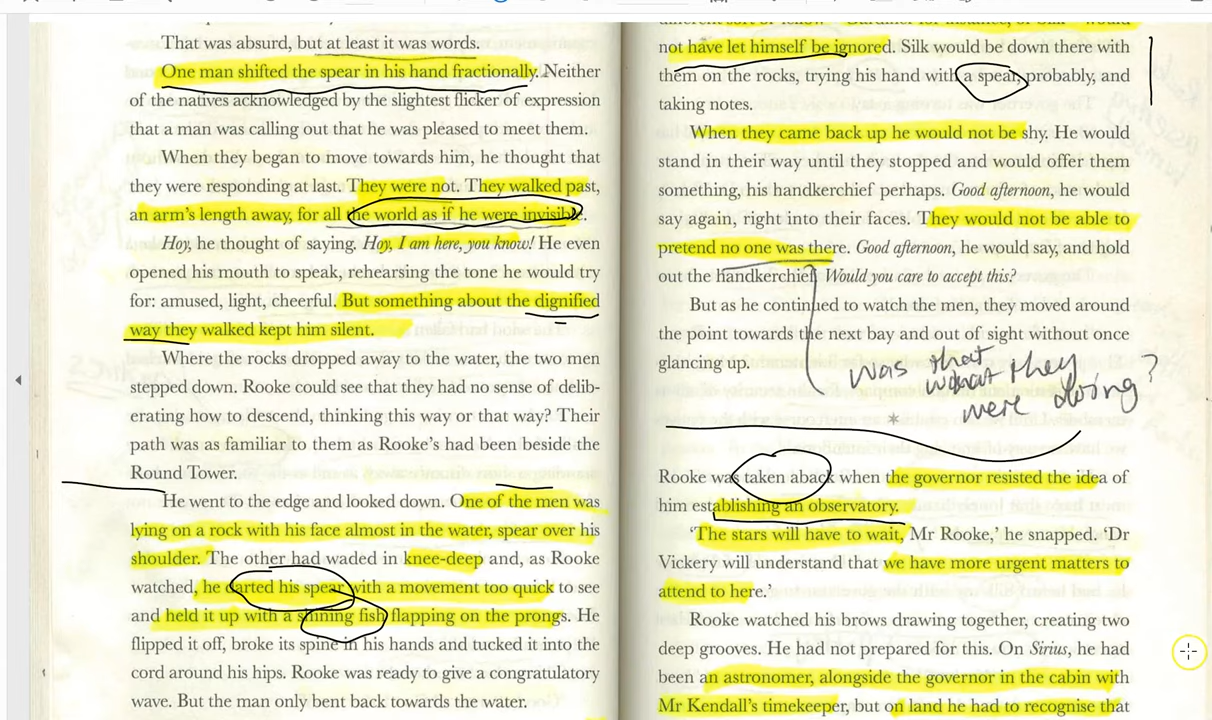 That was absurd, but at least it was words.
One man shifted the spear in his hand fractionally. Neither
of the natives acknowledged by the slightest flicker of expression
that a man was calling out that he was pleased to meet them.
When they began to move towards him, he thought that
they were responding at last. They were not. They walked past,
an arm's length away, for all the world as if he were invisible.
Hoy, he thought of saying. Hoy, I am here, you know! He even
opened his mouth to speak, rehearsing the tone he would try
for: amused, light, cheerful. But something about the dignified
way they walked kept him silent.
Where the rocks dropped away to the water, the two men
stepped down. Rooke could see that they had no sense of delib-
erating how to descend, thinking this way or that way? Their
path was as familiar to them as Rooke's had been beside the
Round Tower.
He went to the edge and looked down. One of the men was
lying on a rock with his face almost in the water, spear over his
shoulder. The other had waded in knee-deep and, as Rooke
watched, he darted his spear with a movement too quick to see
and held it up with a shining fish flapping on the prongs. He
flipped it off, broke its spine in his hands and tucked it into the
cord around his hips. Rooke was ready to give a congratulatory
wave. But the man only bent back towards the water.
different sort of fellow—Gardiner for instance, or Silk—would
not have let himself be ignored. Silk would be down there with
them on the rocks, trying his hand with a spear, probably, and
taking notes.
When they came back up he would not be shy. He would
stand in their way until they stopped and would offer them
something, his handkerchief perhaps. Good afternoon, he would
say again, right into their faces. They would not be able to
pretend no one was there. Good afternoon, he would say, and hold
out the handkerchief. Would you care to accept this?
But as he continued to watch the men, they moved around
the point towards the next bay and out of sight without once
glancing up.
was that
what they
were doing?
*
Rooke was taken aback when the governor resisted the idea of
him establishing an observatory.
'The stars will have to wait, Mr Rooke,' he snapped. 'Dr
Vickery will understand that we have more urgent matters to
attend to here.'
Rooke watched his brows drawing together, creating two
deep grooves. He had not prepared for this. On Sirius, he had
been an astronomer, alongside the governor in the cabin with
Mr Kendall's timekeeper, but on land he had to recognise that